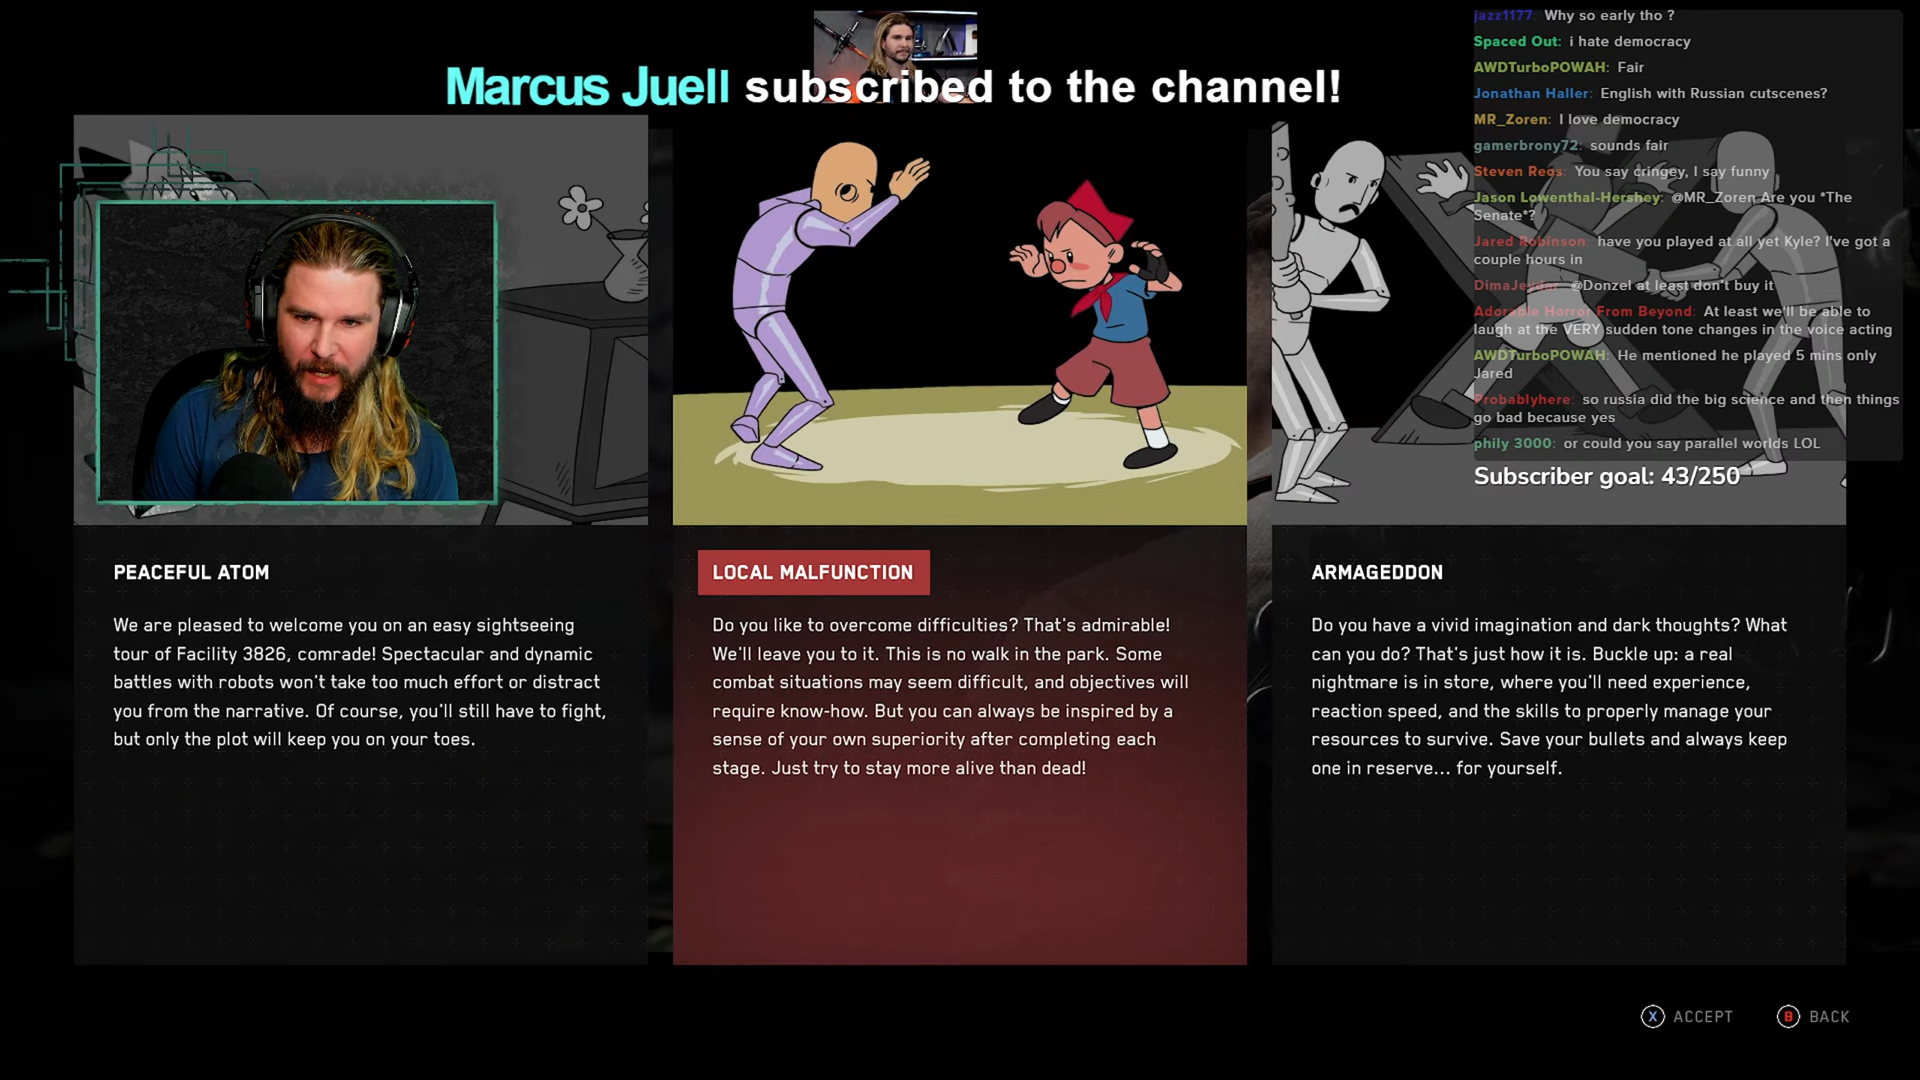 Marcus Juell subscribed to the channel!
jazz1177: Why so early tho ?
Spaced Out: i hate democracy
AWDTurboPOWAH: Fair
Jonathan Haller: English with Russian cutscenes?
MR_Zoren: I love democracy
gamerbrony72: sounds fair
Steven Reos: You say cringey, I say funny
Jason Lowenthal-Hershey: @MR_Zoren Are you *The
Senate*?
Jared Robinson: have you played at all yet Kyle? I've got a
couple hours in
@Donzel at least don't buy it
Adorable Horror From Beyond: At least we'll be able to
laugh at the VERY sudden tone changes in the voice acting
AWDTurboPOWAH: He mentioned he played 5 mins only
Jared
Probablyhere: so russia did the big science and then things
go bad because yes
phily 3000: or could you say parallel worlds LOL
Subscriber goal: 43/250
PEACEFUL ATOM
We are pleased to welcome you on an easy sightseeing
tour of Facility 3826, comrade! Spectacular and dynamic
battles with robots won't take too much effort or distract
you from the narrative. Of course, you'll still have to fight,
but only the plot will keep you on your toes.
LOCAL MALFUNCTION
Do you like to overcome difficulties? That's admirable!
We'll leave you to it. This is no walk in the park. Some
combat situations may seem difficult, and objectives will
require know-how. But you can always be inspired by a
sense of your own superiority after completing each
stage. Just try to stay more alive than dead!
ARMAGEDDON
Do you have a vivid imagination and dark thoughts? What
can you do? That's just how it is. Buckle up: a real
nightmare is in store, where you'll need experience,
reaction speed, and the skills to properly manage your
resources to survive. Save your bullets and always keep
one in reserve... for yourself.
X ACCEPT
B BACK